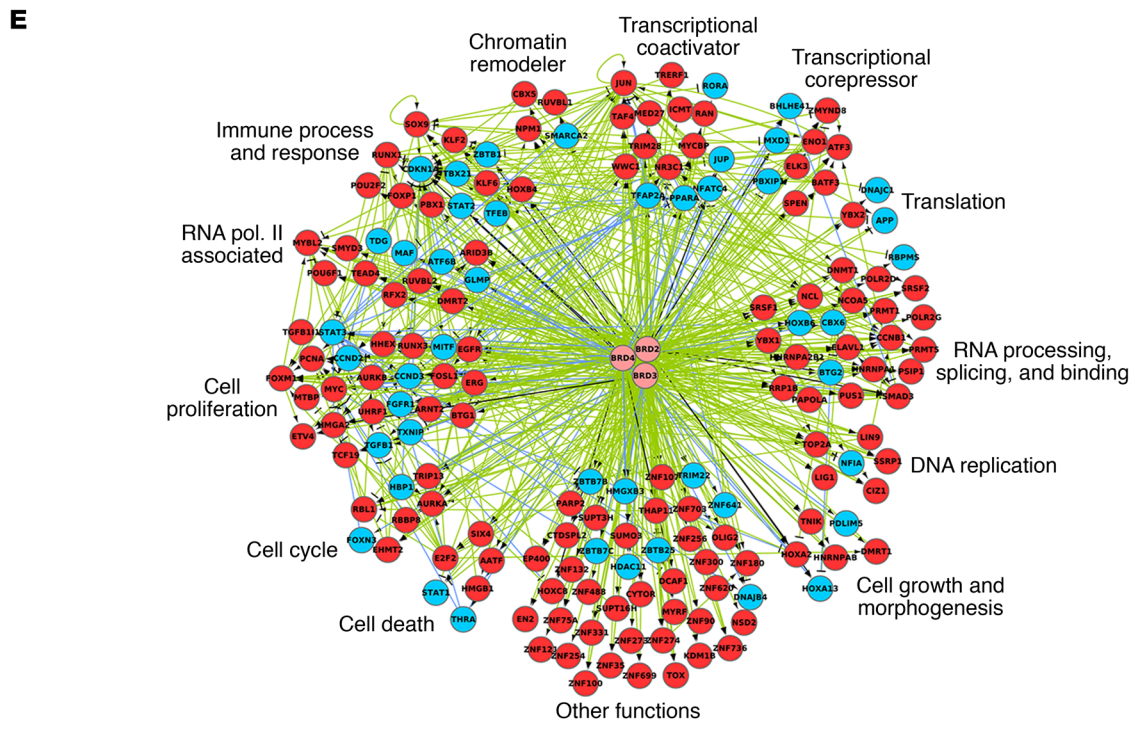 E
Transcriptional
coactivator
Chromatin
remodeler
Transcriptional
corepressor
Immune process
and response
Translation
RNA pol. II
associated
RNA processing,
splicing, and binding
Cell
proliferation
DNA replication
Cell cycle
Cell growth and
morphogenesis
Cell death
Other functions
CBX5
RUVBL1
NPM1
SMARCA2
JUN
TRERF1
RORA
TAF4
MED27
ICMT
RAN
TRIM28
MYCBP
WWC1
NR3C1
JUP
TFAP2A
PPARA
NFATC4
BHLHE41
ZMYND8
MXD1
ENO1
ATF3
ELK3
PBXIP1
BATF3
SPEN
DNAJC1
YBX2
APP
SOX9
KLF2
RUNX1
ZBTB1
CDKN1A
TBX21
POU2F2
FOXP1
KLF6
HOXB4
PBX1
STAT2
TFEB
MYBL2
SMYD3
TDG
MAF
ATF6B
ARID3B
POU6F1
TEAD4
RUVBL2
GLMP
RFX2
DMRT2
RBPMS
DNMT1
POLR2D
SRSF2
SRSF1
NCL
NCOA5
PRMT1
POLR2G
HOXB6
CBX6
YBX1
ELAVL1
CCNB1
PRMT5
HNRNPA2B1
BTG2
HNRNPA1
PSIP1
RRP1B
PAPOLA
PUS1
SMAD3
BRD2
BRD4
BRD3
TGFB1I1
STAT3
HHEX
RUNX3
MITF
EGFR
PCNA
CCND2
FOXM1
AURKB
CCND3
FOSL1
ERG
MTBP
MYC
UHRF1
FGFR1
ARNT2
BTG1
ETV4
HMGA2
TXNIP
TCF19
TGFB1
TOP2A
LIN9
NFIA
SSRP1
LIG1
CIZ1
HBP1
TRIP13
RBL1
AURKA
RBBP8
FOXN3
EHMT2
TNIK
PDLIM5
HOXA2
HNRNPAB
DMRT1
HOXA13
SIX4
E2F2
AATF
STAT1
HMGB1
THRA
ZBTB7B
HMGXB3
ZNF107
TRIM22
PARP2
SUPT3H
THAP11
ZNF703
ZNF641
CTDSPL2
SUMO3
ZNF256
OLIG2
EP400
ZBTB7C
ZBTB25
ZNF300
ZNF180
ZNF132
HDAC11
DCAF1
HOXC8
ZNF488
CYTOR
ZNF620
DNAJB4
SUPT16H
MYRF
EN2
ZNF75A
ZNF90
NSD2
ZNF331
ZNF273
ZNF274
ZNF121
ZNF254
KDM1B
ZNF736
ZNF35
ZNF100
ZNF699
TOX